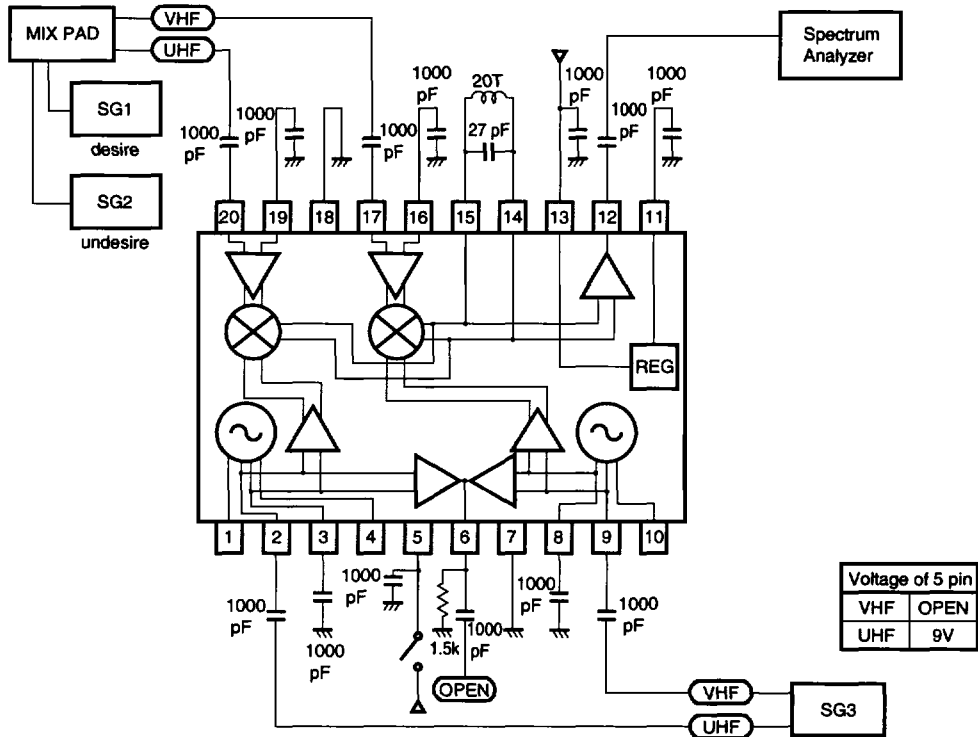 MIX PAD
VHF
UHF
SG1
desire
SG2
undesire
Spectrum
Analyzer
1000
pF
1000
pF
1000
pF
1000
pF
20T
27 pF
1000
pF
1000
pF
1000
pF
20
19
18
17
16
15
14
13
12
11
REG
1
2
3
4
5
6
7
8
9
10
1000
pF
1000
pF
1000
pF
1.5k
1000
pF
OPEN
1000
pF
1000
pF
VHF
UHF
SG3
Voltage of 5 pin
VHF OPEN
UHF 9V